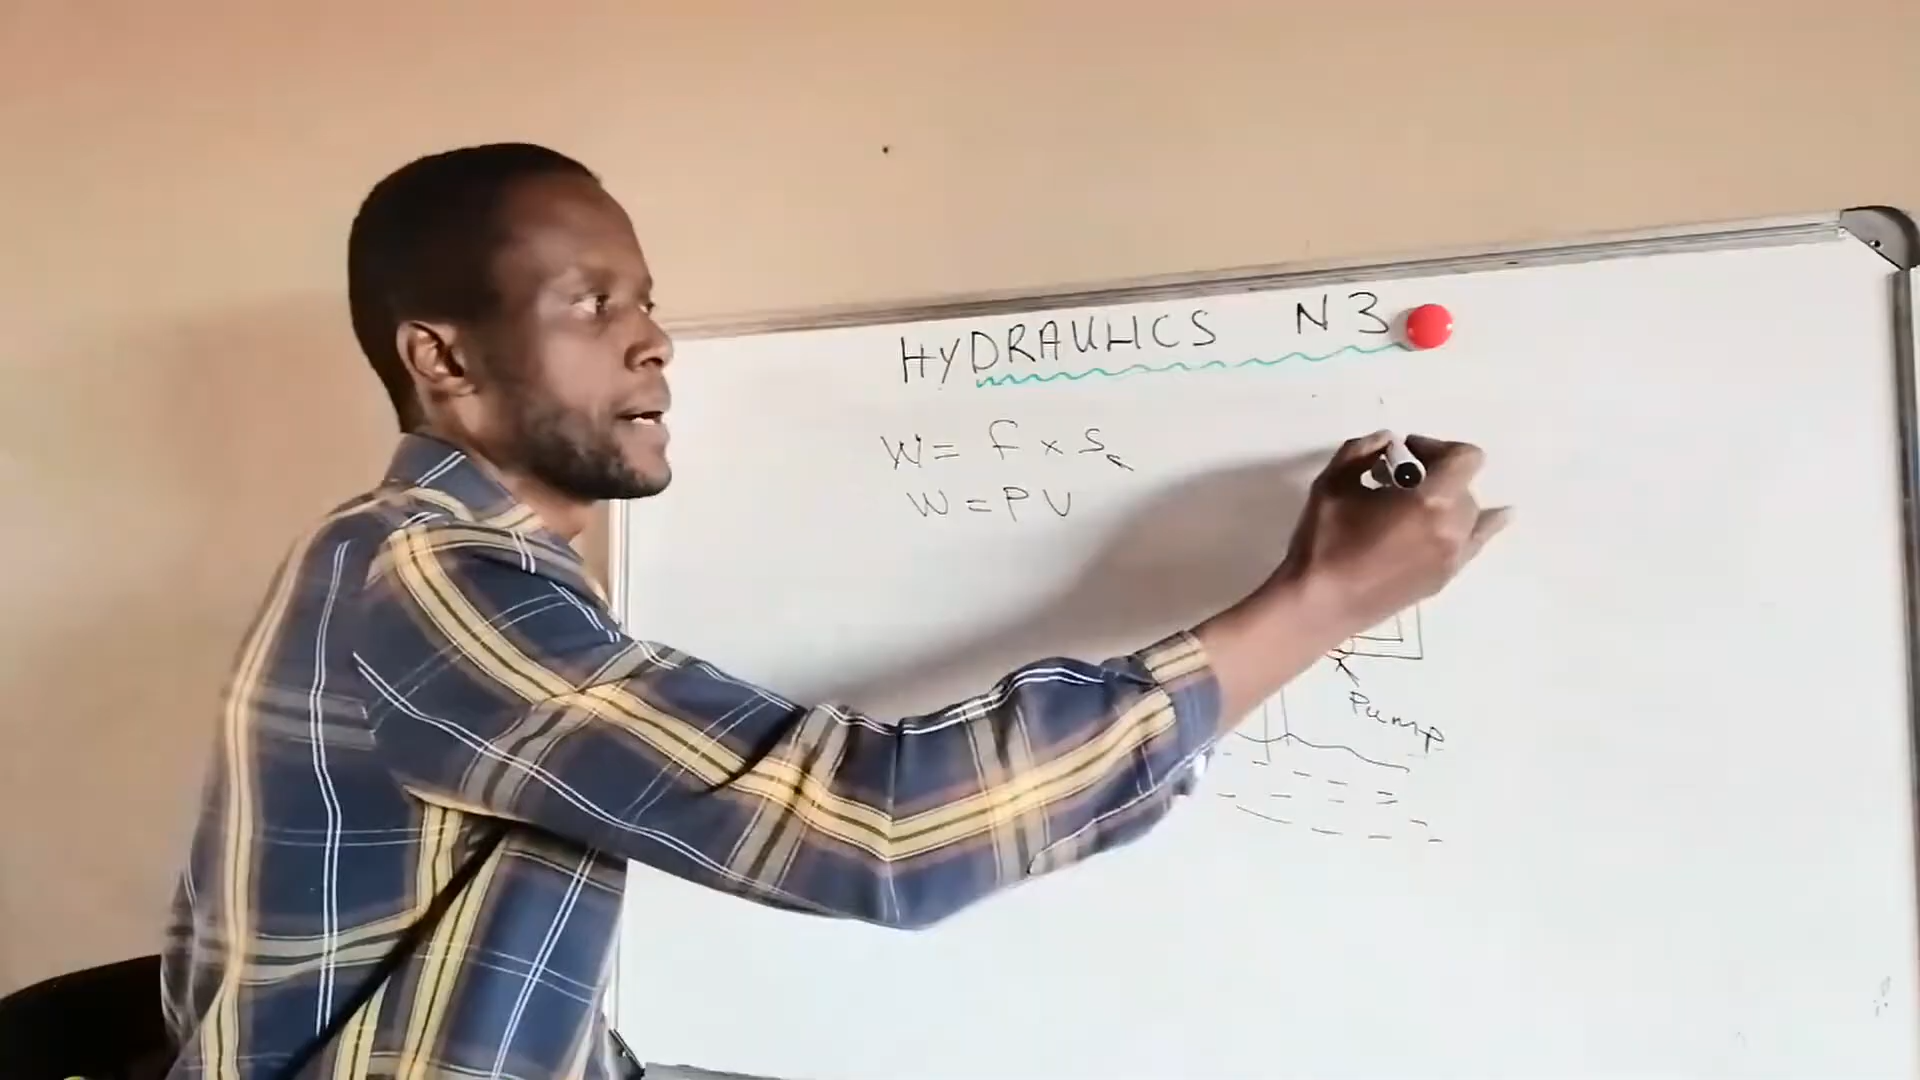 HYDRAULICS N3
W = F x s
W = PV
Pump